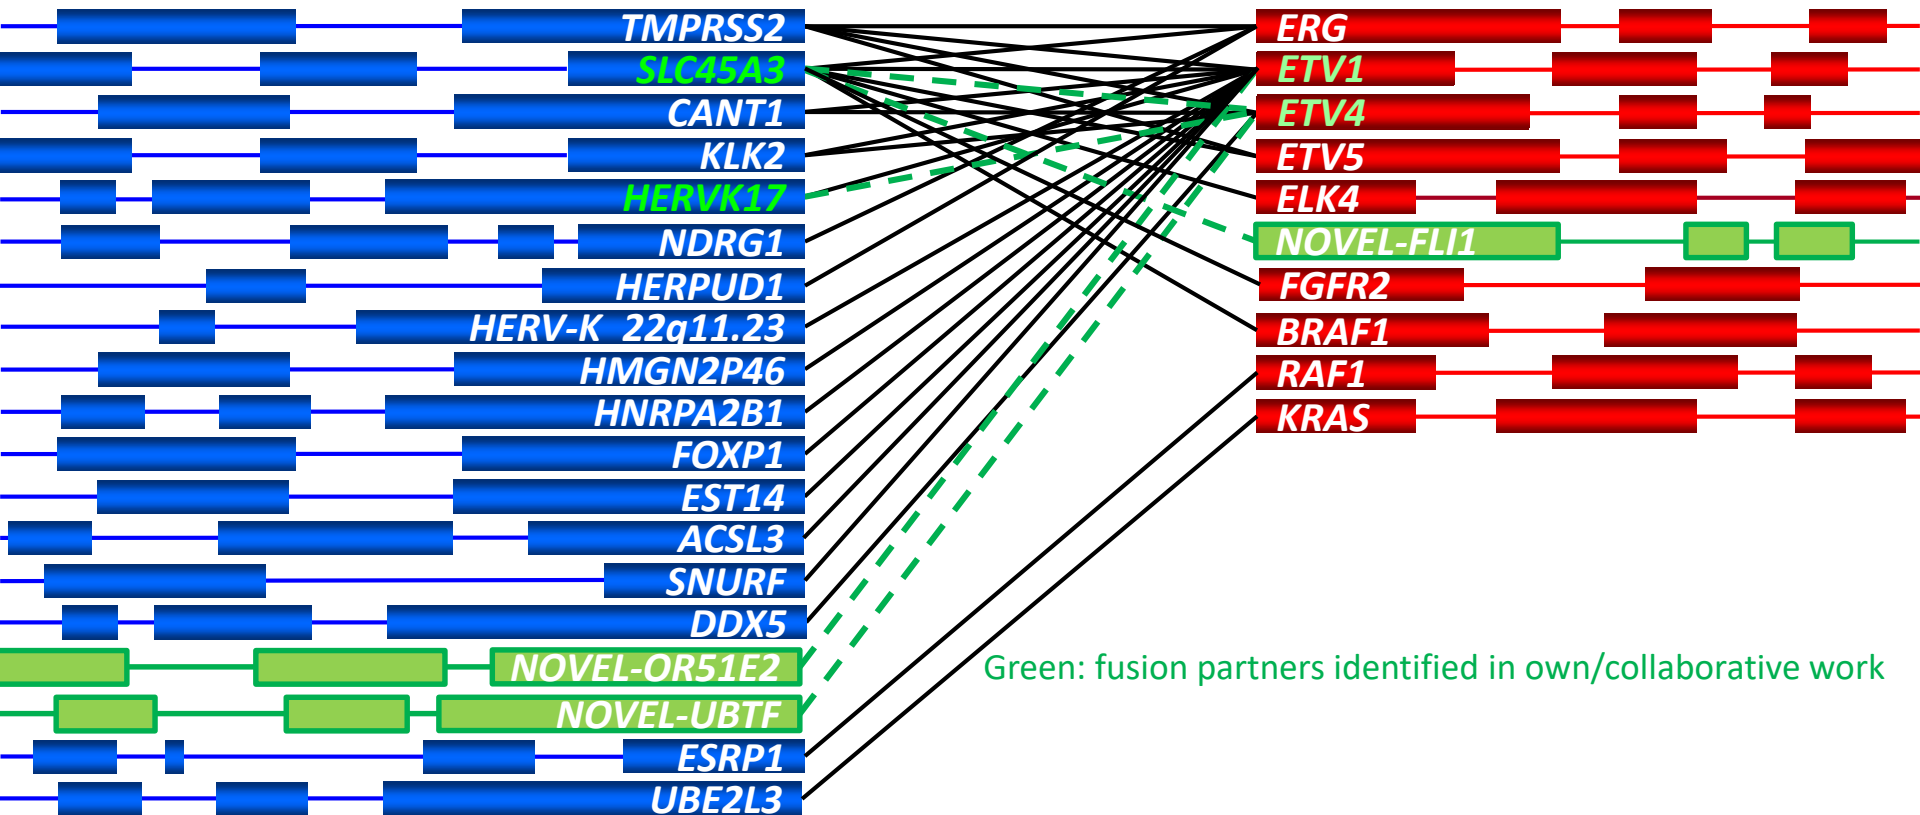 TMPRSS2
SLC45A3
CANT1
KLK2
HERVK17
NDRG1
HERPUD1
HERV-K_22q11.23
HMGN2P46
HNRPA2B1
FOXP1
EST14
ACSL3
SNURF
DDX5
NOVEL-OR51E2
NOVEL-UBTF
ESRP1
UBE2L3
ERG
ETV1
ETV4
ETV5
ELK4
NOVEL-FLI1
FGFR2
BRAF1
RAF1
KRAS
Green: fusion partners identified in own/collaborative work